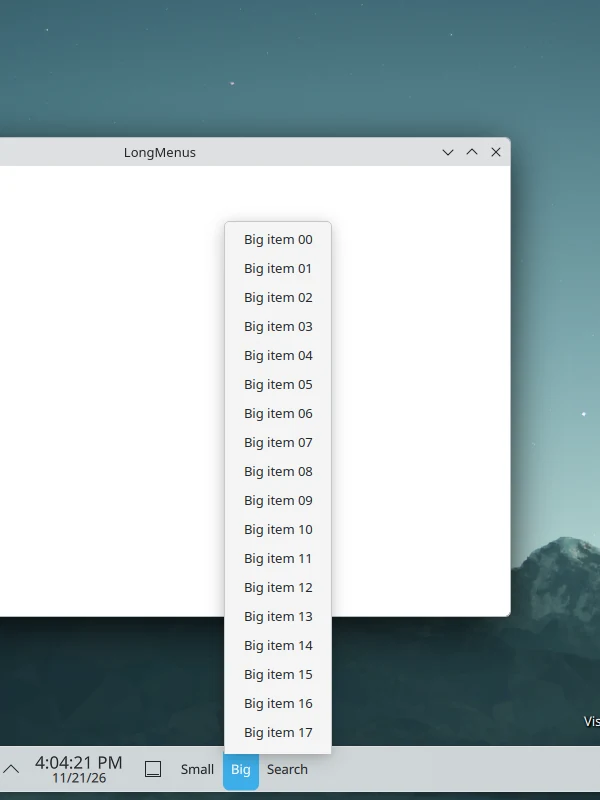 LongMenus
Big item 00
Big item 01
Big item 02
Big item 03
Big item 04
Big item 05
Big item 06
Big item 07
Big item 08
Big item 09
Big item 10
Big item 11
Big item 12
Big item 13
Big item 14
Big item 15
Big item 16
Big item 17
Vis
4:04:21 PM
11/21/26
Small Big Search